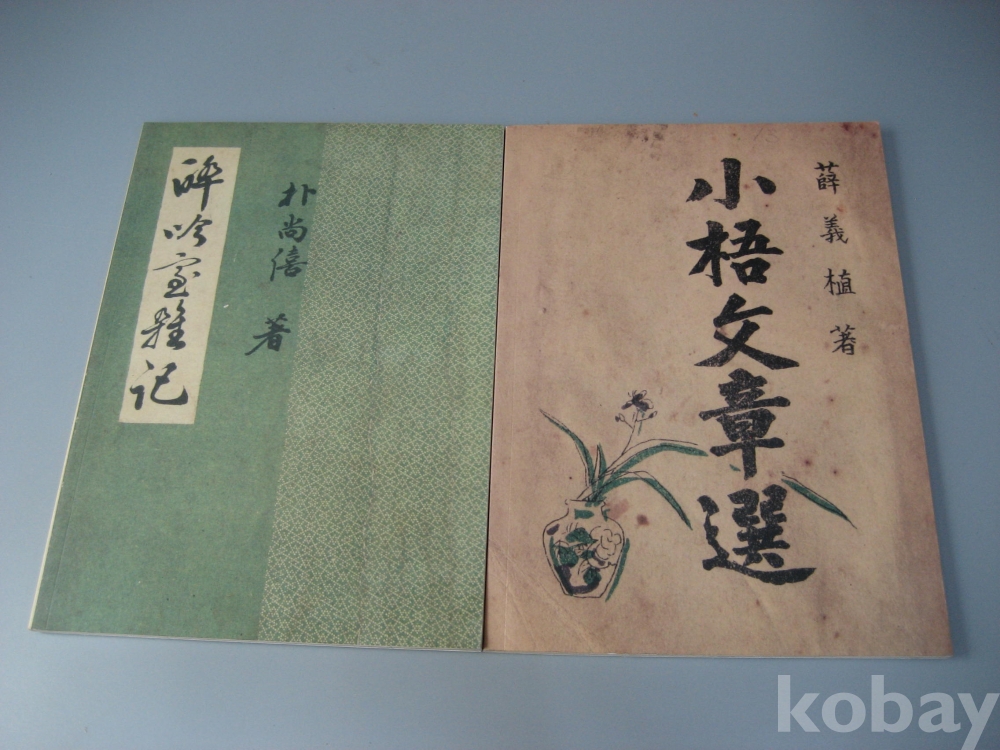 醉吟室雜記
朴尚僖 著
薛義植 著
小梧文章選
kobay